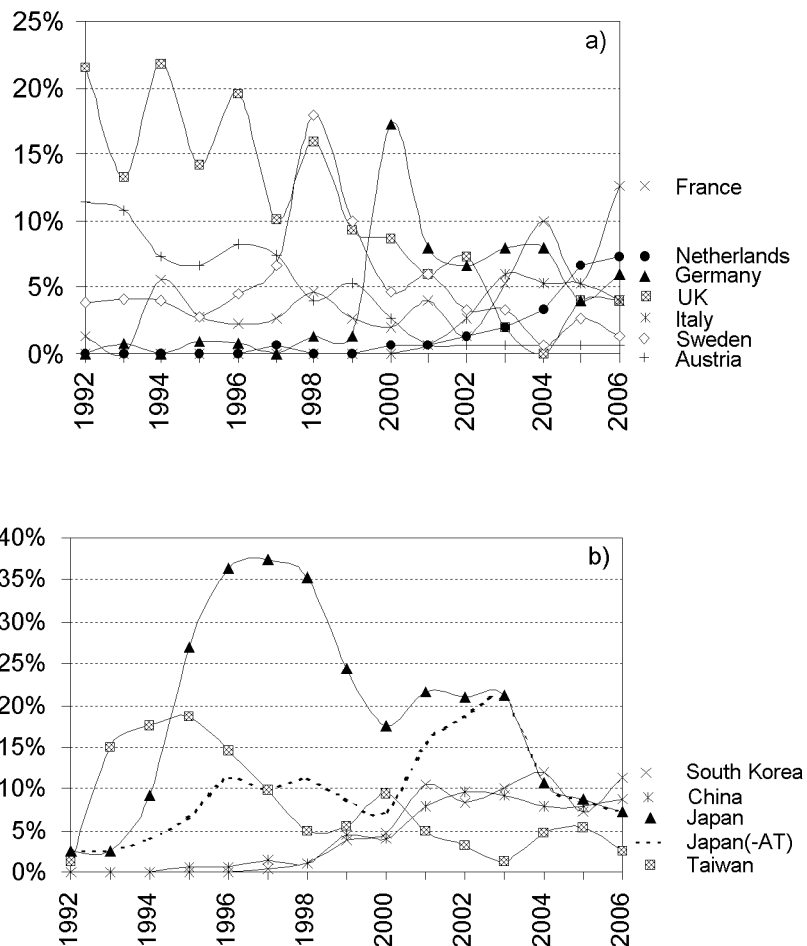 25%
a)
20%
15%
10%
5%
0%
France
Netherlands
Germany
UK
Italy
Sweden
Austria
1992
1994
1996
1998
2000
2002
2004
2006
40%
b)
35%
30%
25%
20%
15%
10%
5%
0%
South Korea
China
Japan
Japan(-AT)
Taiwan
1992
1994
1996
1998
2000
2002
2004
2006